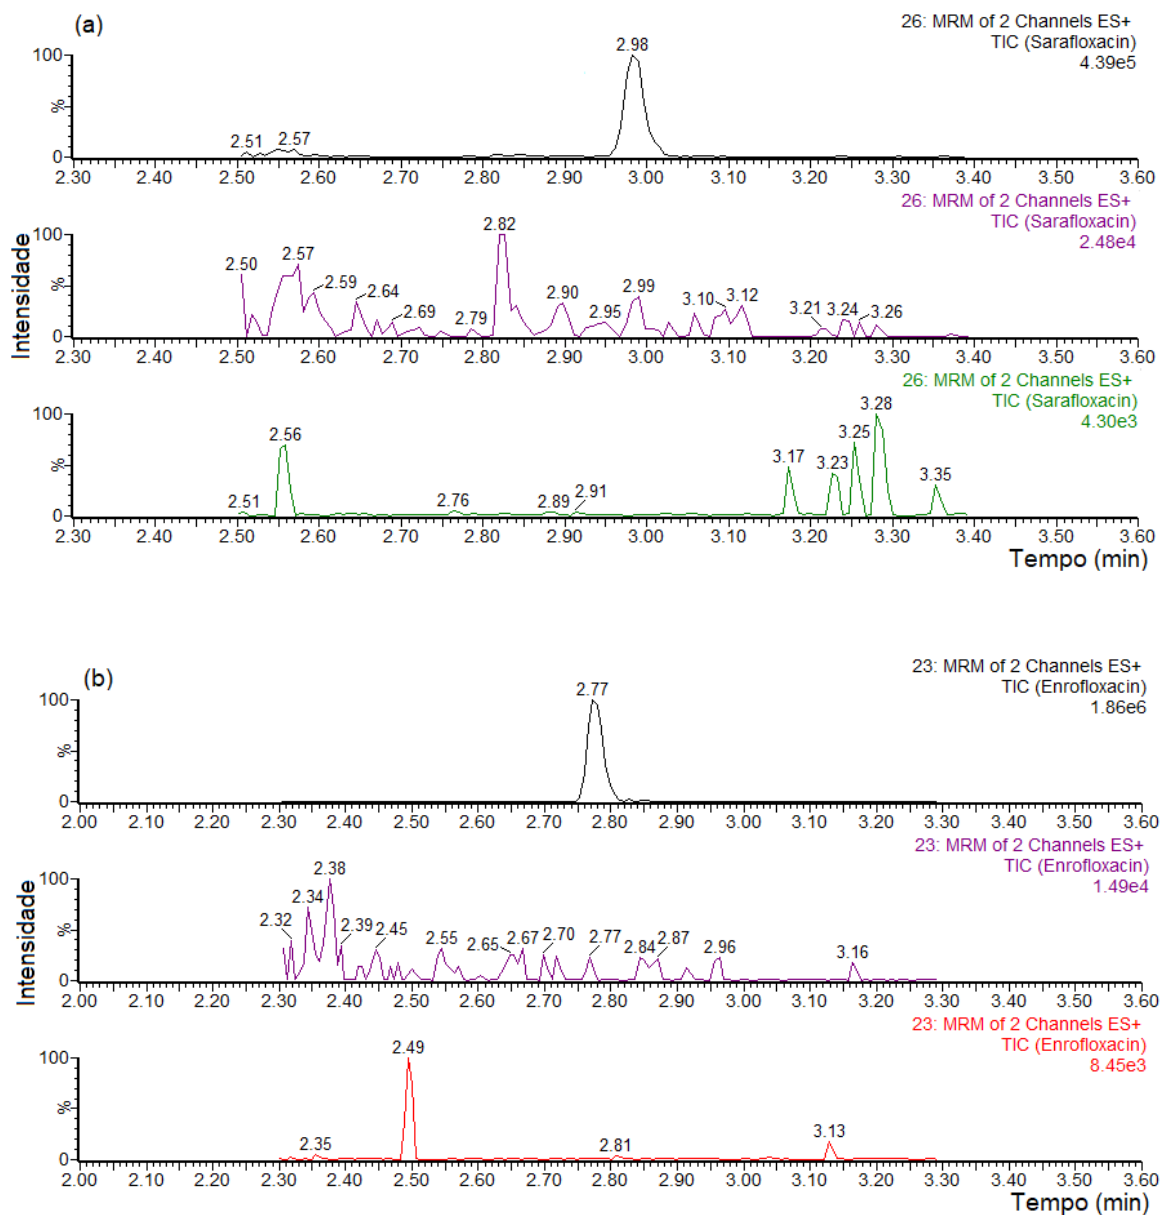 (a)
26: MRM of 2 Channels ES+
TIC (Sarafloxacin)
4.39e5
100
%
0
2.51 2.57 2.98
2.30 2.40 2.50 2.60 2.70 2.80 2.90 3.00 3.10 3.20 3.30 3.40 3.50 3.60
26: MRM of 2 Channels ES+
TIC (Sarafloxacin)
2.48e4
Intensidade
100
%
0
2.50 2.57 2.59 2.64 2.69 2.79 2.82 2.90 2.95 2.99 3.10 3.12 3.21 3.24 3.26
2.30 2.40 2.50 2.60 2.70 2.80 2.90 3.00 3.10 3.20 3.30 3.40 3.50 3.60
26: MRM of 2 Channels ES+
TIC (Sarafloxacin)
4.30e3
100
%
0
2.51 2.56 2.76 2.89 2.91 3.17 3.23 3.25 3.28 3.35
2.30 2.40 2.50 2.60 2.70 2.80 2.90 3.00 3.10 3.20 3.30 3.40 3.50 3.60
Tempo (min)
(b)
23: MRM of 2 Channels ES+
TIC (Enrofloxacin)
1.86e6
100
%
0
2.77
2.00 2.10 2.20 2.30 2.40 2.50 2.60 2.70 2.80 2.90 3.00 3.10 3.20 3.30 3.40 3.50 3.60
23: MRM of 2 Channels ES+
TIC (Enrofloxacin)
1.49e4
Intensidade
100
%
0
2.32 2.34 2.38 2.39 2.45 2.55 2.65 2.67 2.70 2.77 2.84 2.87 2.96 3.16
2.00 2.10 2.20 2.30 2.40 2.50 2.60 2.70 2.80 2.90 3.00 3.10 3.20 3.30 3.40 3.50 3.60
23: MRM of 2 Channels ES+
TIC (Enrofloxacin)
8.45e3
100
%
0
2.35 2.49 2.81 3.13
2.00 2.10 2.20 2.30 2.40 2.50 2.60 2.70 2.80 2.90 3.00 3.10 3.20 3.30 3.40 3.50 3.60
Tempo (min)